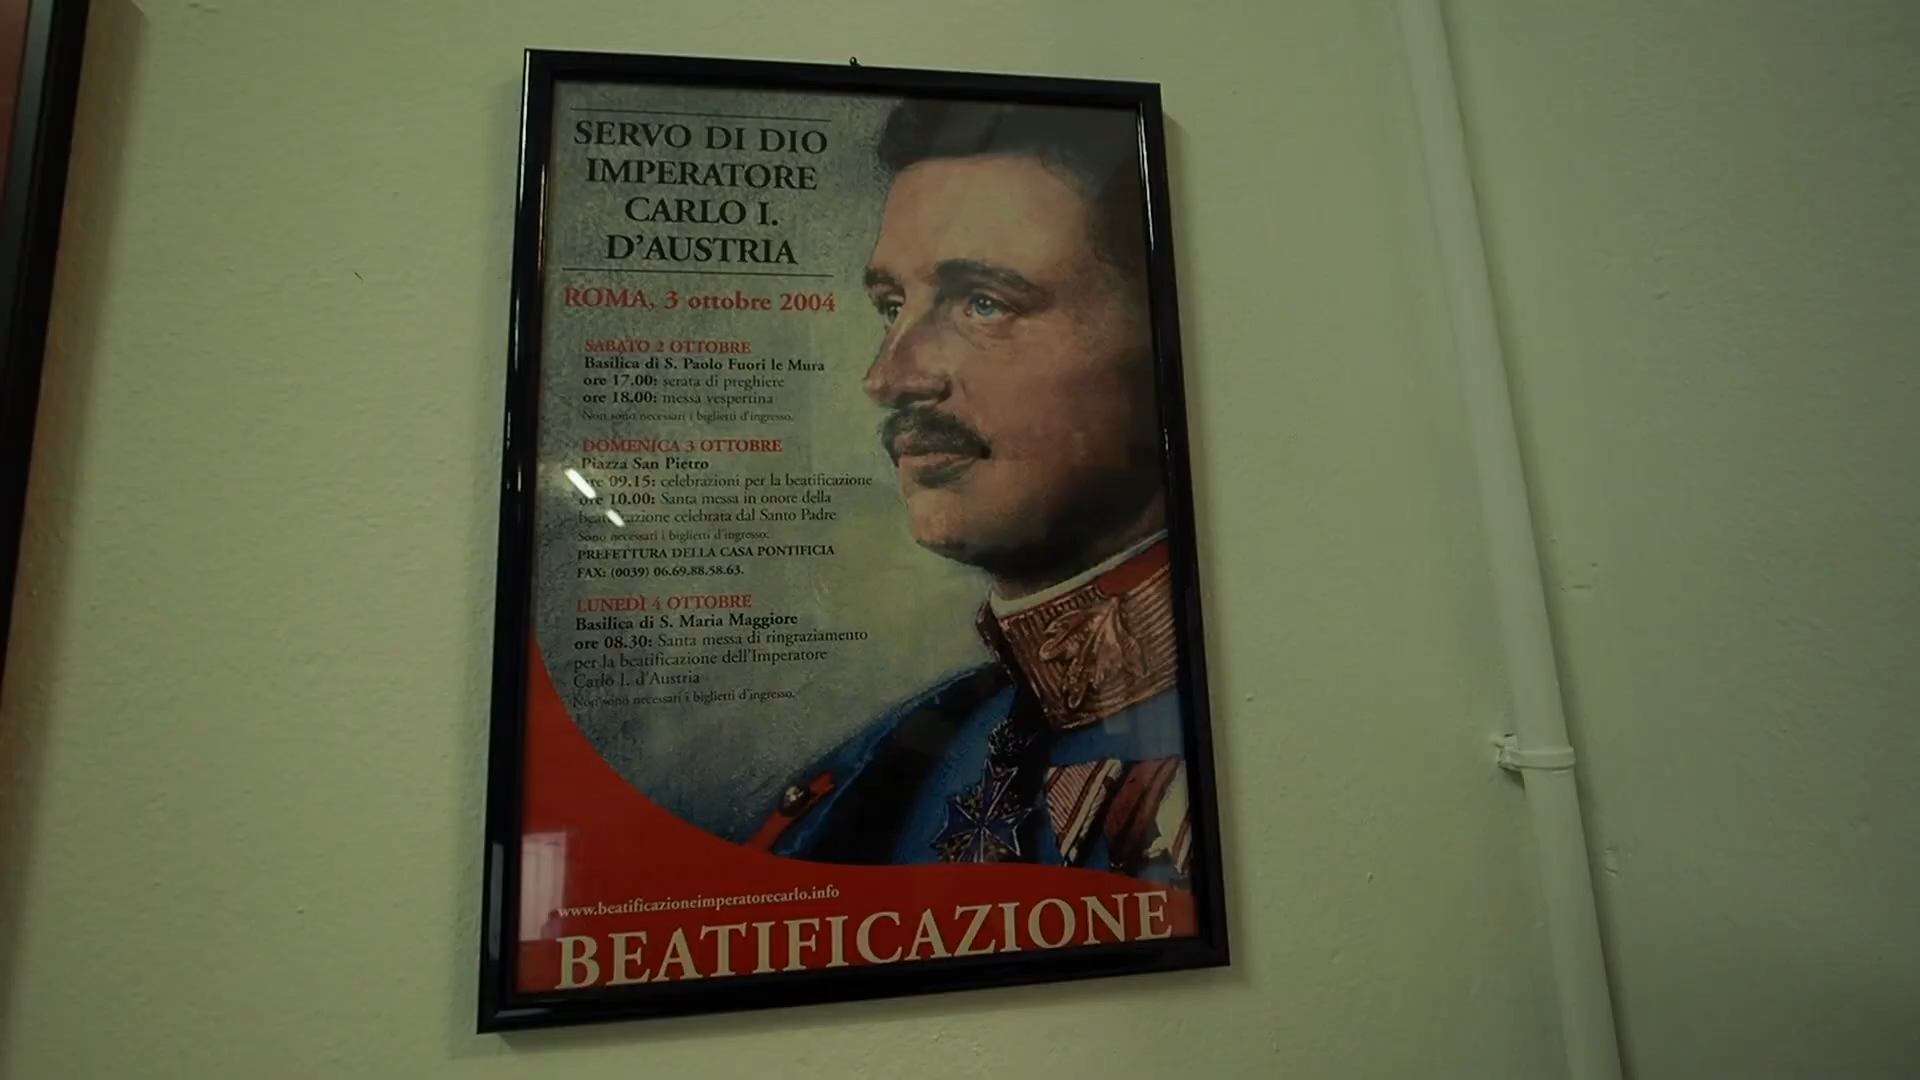 SERVO DI DIO
IMPERATORE
CARLO I.
D'AUSTRIA
ROMA, 3 ottobre 2004
SABATO 2 OTTOBRE
Basilica di S. Paolo Fuori le Mura
ore 17.00: serata di preghiere
ore 18.00: messa vespertina
Non sono necessari i biglietti d'ingresso.
DOMENICA 3 OTTOBRE
Piazza San Pietro
ore 09.15: celebrazioni per la beatificazione
ore 10.00: Santa messa in onore della
beatificazione celebrata dal Santo Padre
Sono necessari i biglietti d'ingresso:
PREFETTURA DELLA CASA PONTIFICIA
FAX: (0039) 06.69.88.58.63.
LUNEDÌ 4 OTTOBRE
Basilica di S. Maria Maggiore
ore 08.30: Santa messa di ringraziamento
per la beatificazione dell'Imperatore
Carlo I. d'Austria
Non sono necessari i biglietti d'ingresso.
www.beatificazioneimperatorecarlo.info
BEATIFICAZIONE